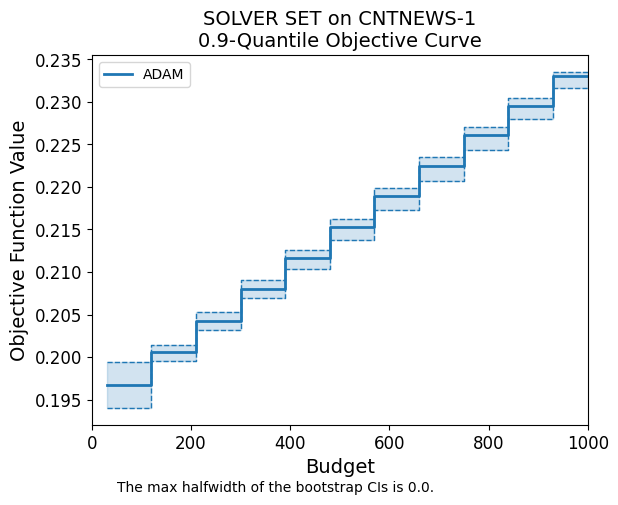 SOLVER SET on CNTNEWS-1
0.9-Quantile Objective Curve
ADAM
Objective Function Value
0.235
0.230
0.225
0.220
0.215
0.210
0.205
0.200
0.195
0 200 400 600 800 1000
Budget
The max halfwidth of the bootstrap CIs is 0.0.